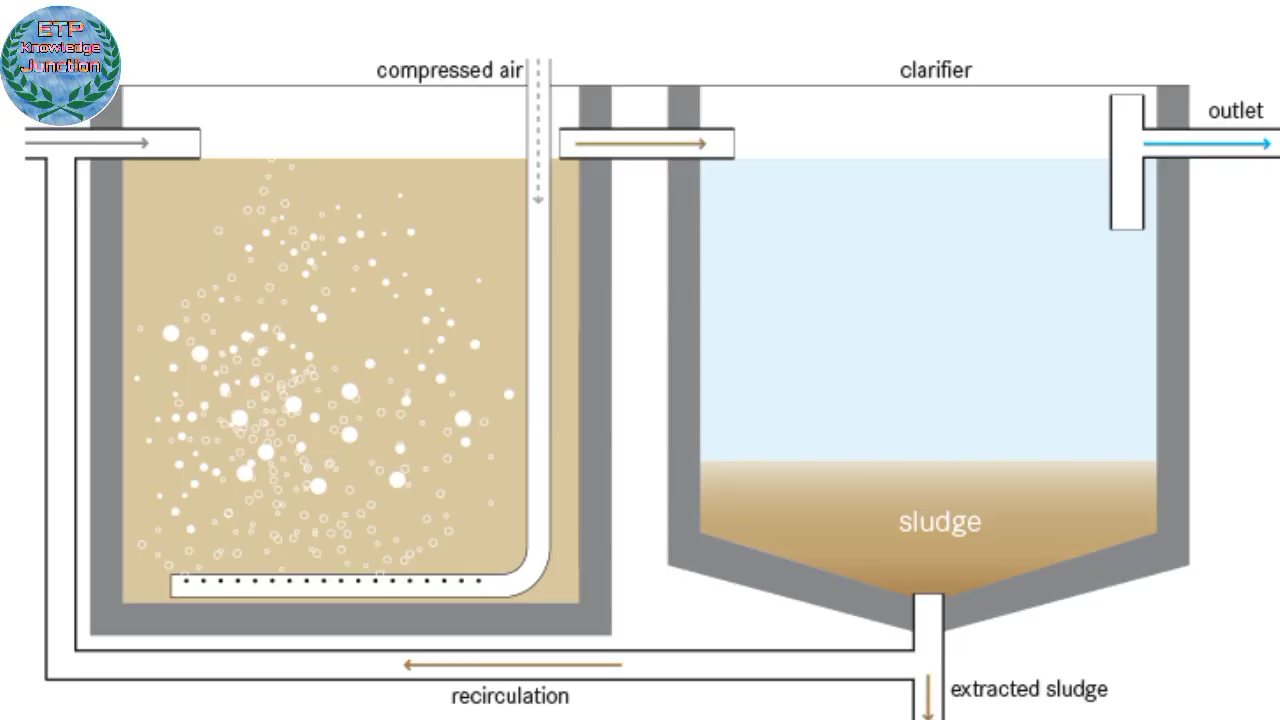 ETP
Knowledge
Junction
compressed air
clarifier
outlet
sludge
recirculation
extracted sludge